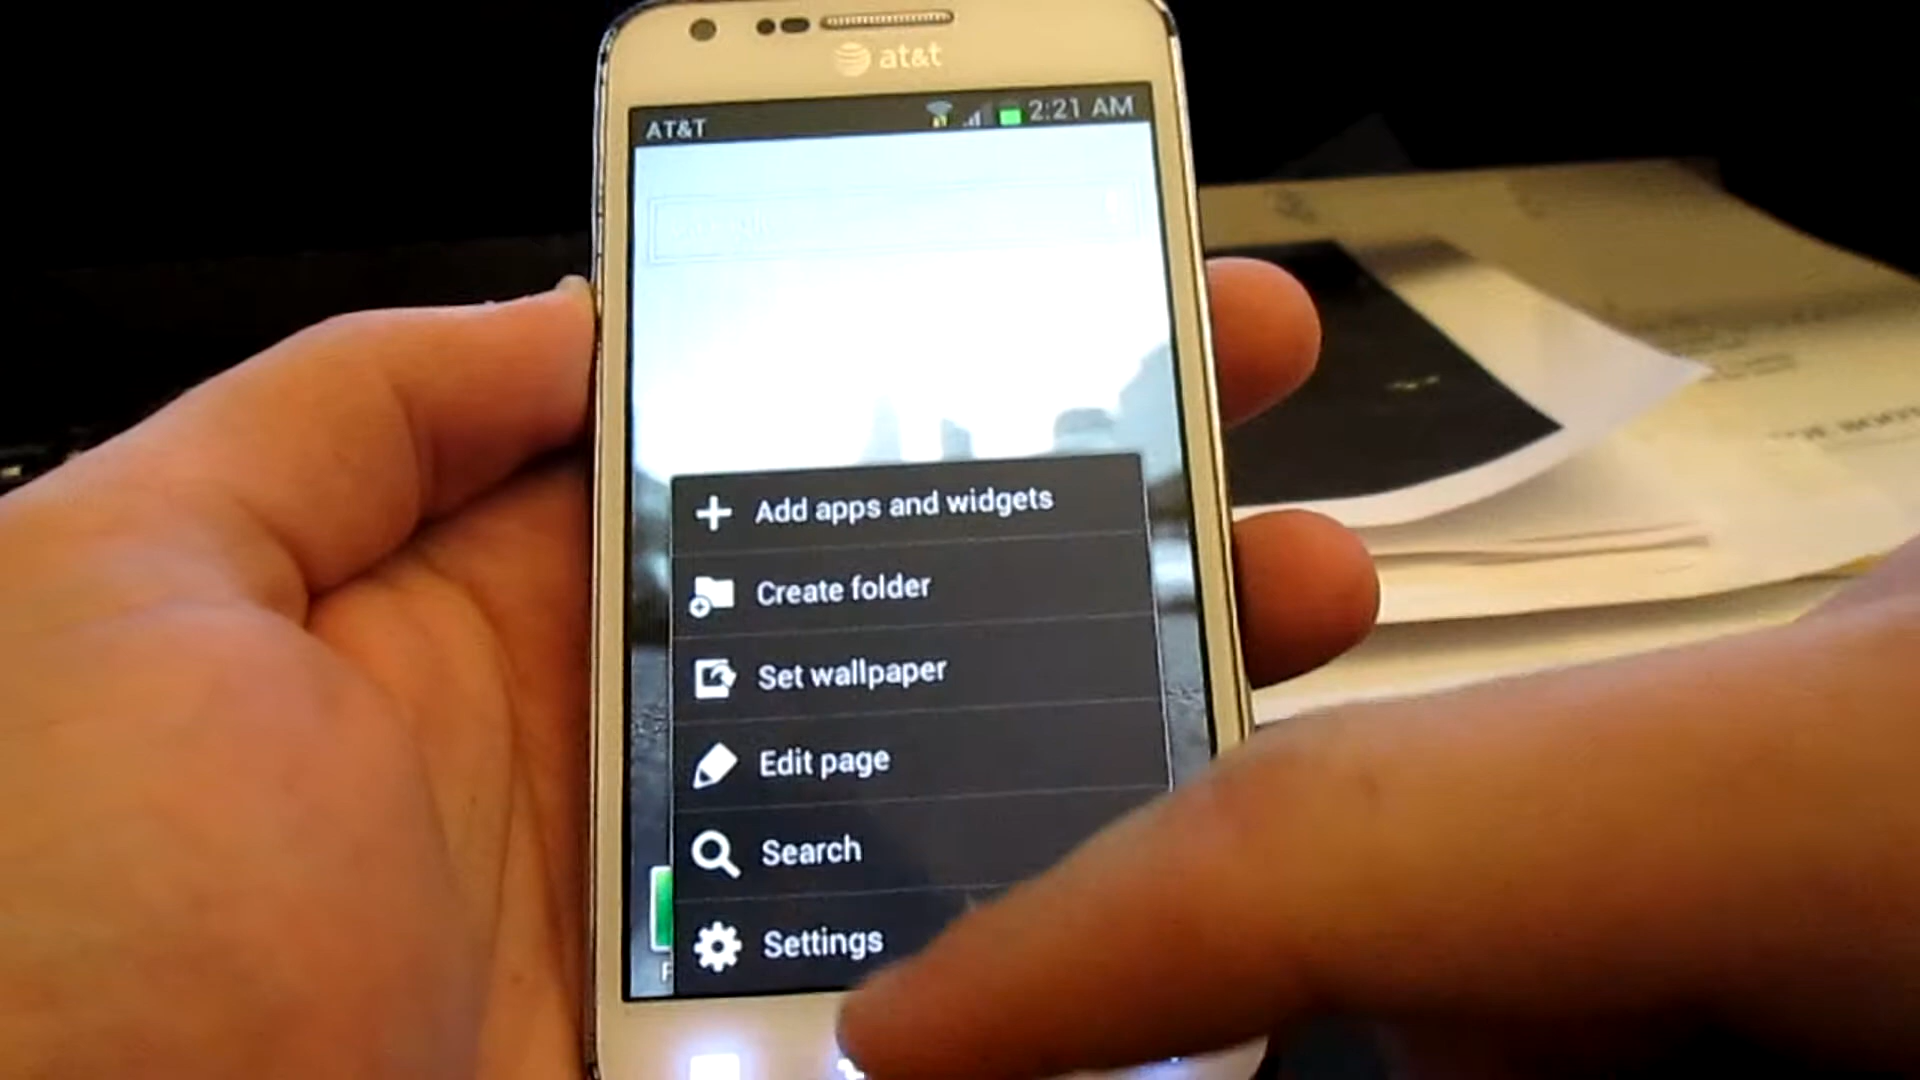 at&t
AT&T 2:21 AM
Add apps and widgets
Create folder
Set wallpaper
Edit page
Search
Settings